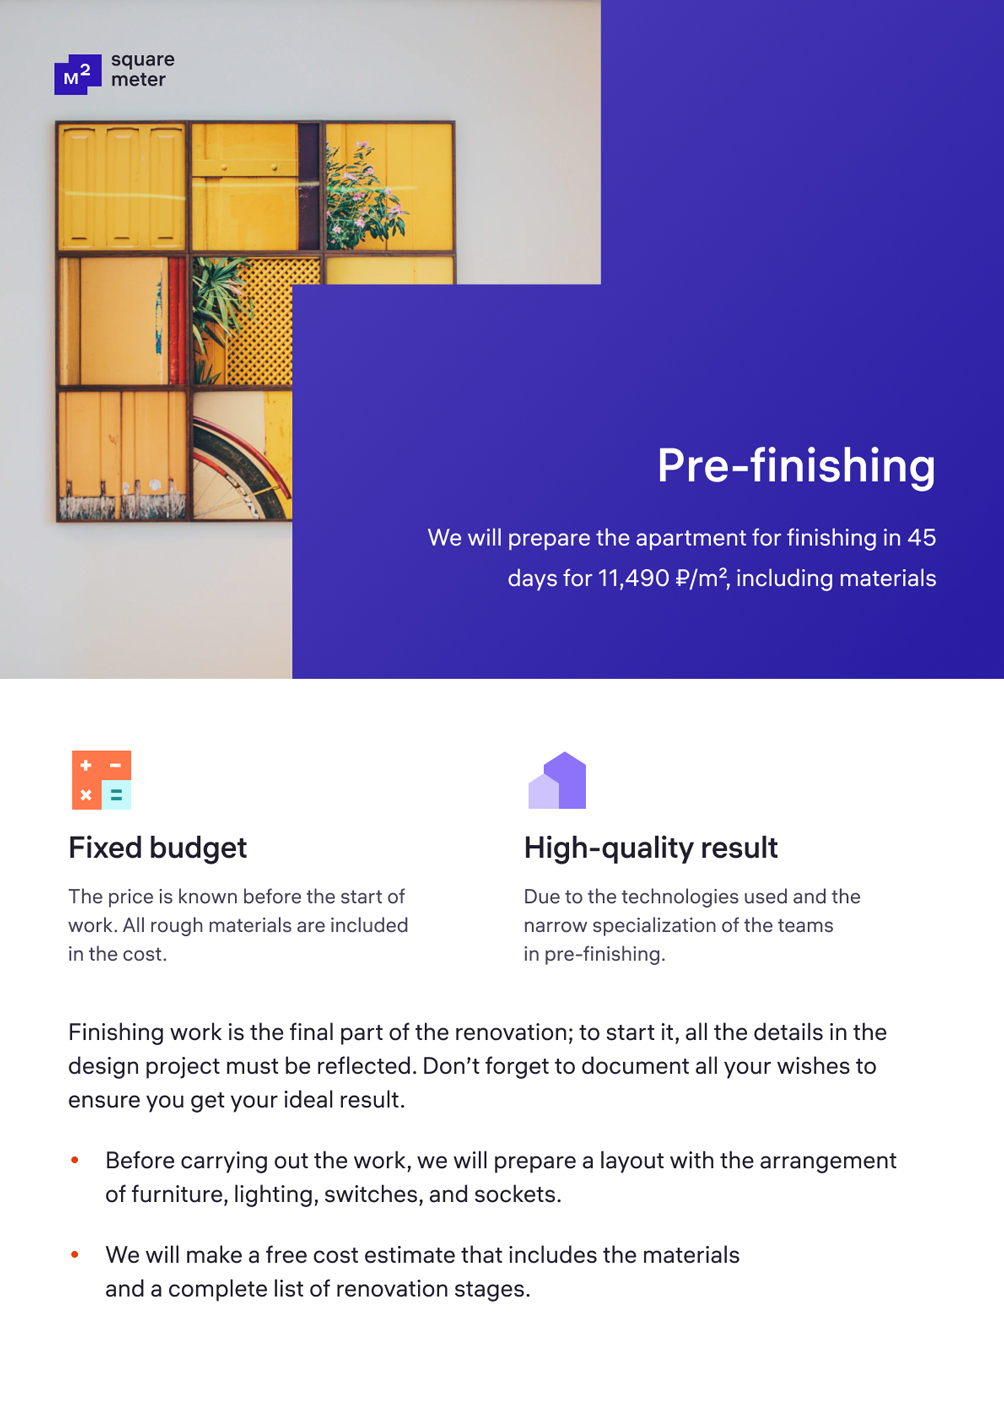 M2
square
meter
Pre-finishing
We will prepare the apartment for finishing in 45
days for 11,490 ₽/m², including materials
+ −
× =
Fixed budget
The price is known before the start of
work. All rough materials are included
in the cost.
High-quality result
Due to the technologies used and the
narrow specialization of the teams
in pre-finishing.
Finishing work is the final part of the renovation; to start it, all the details in the
design project must be reflected. Don’t forget to document all your wishes to
ensure you get your ideal result.
• Before carrying out the work, we will prepare a layout with the arrangement
of furniture, lighting, switches, and sockets.
• We will make a free cost estimate that includes the materials
and a complete list of renovation stages.